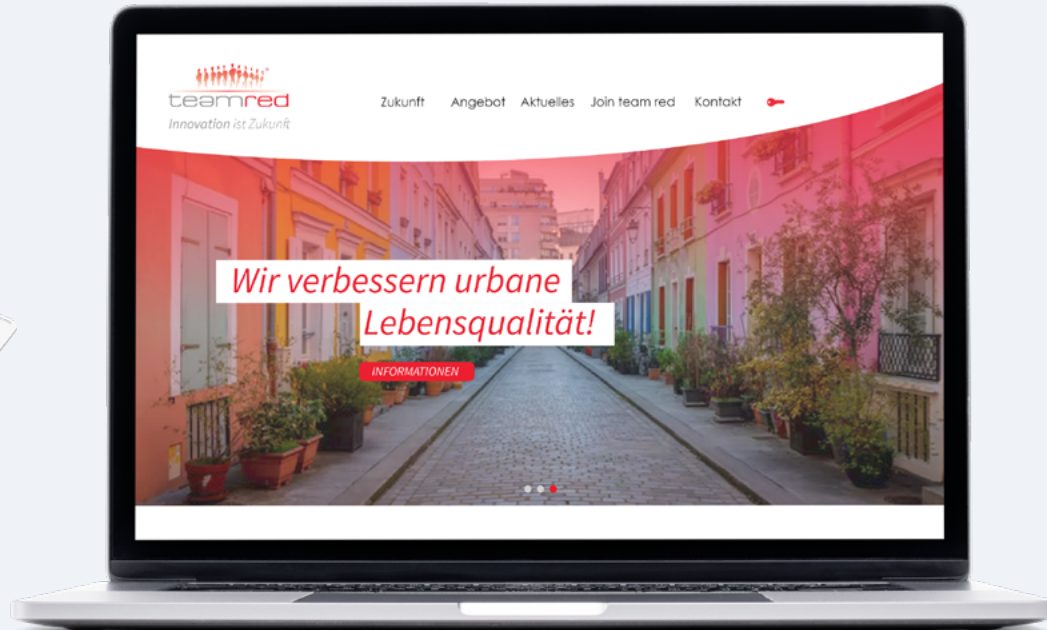 teamred
Innovation ist Zukunft
Zukunft Angebot Aktuelles Join team red Kontakt
Wir verbessern urbane
Lebensqualität!
INFORMATIONEN